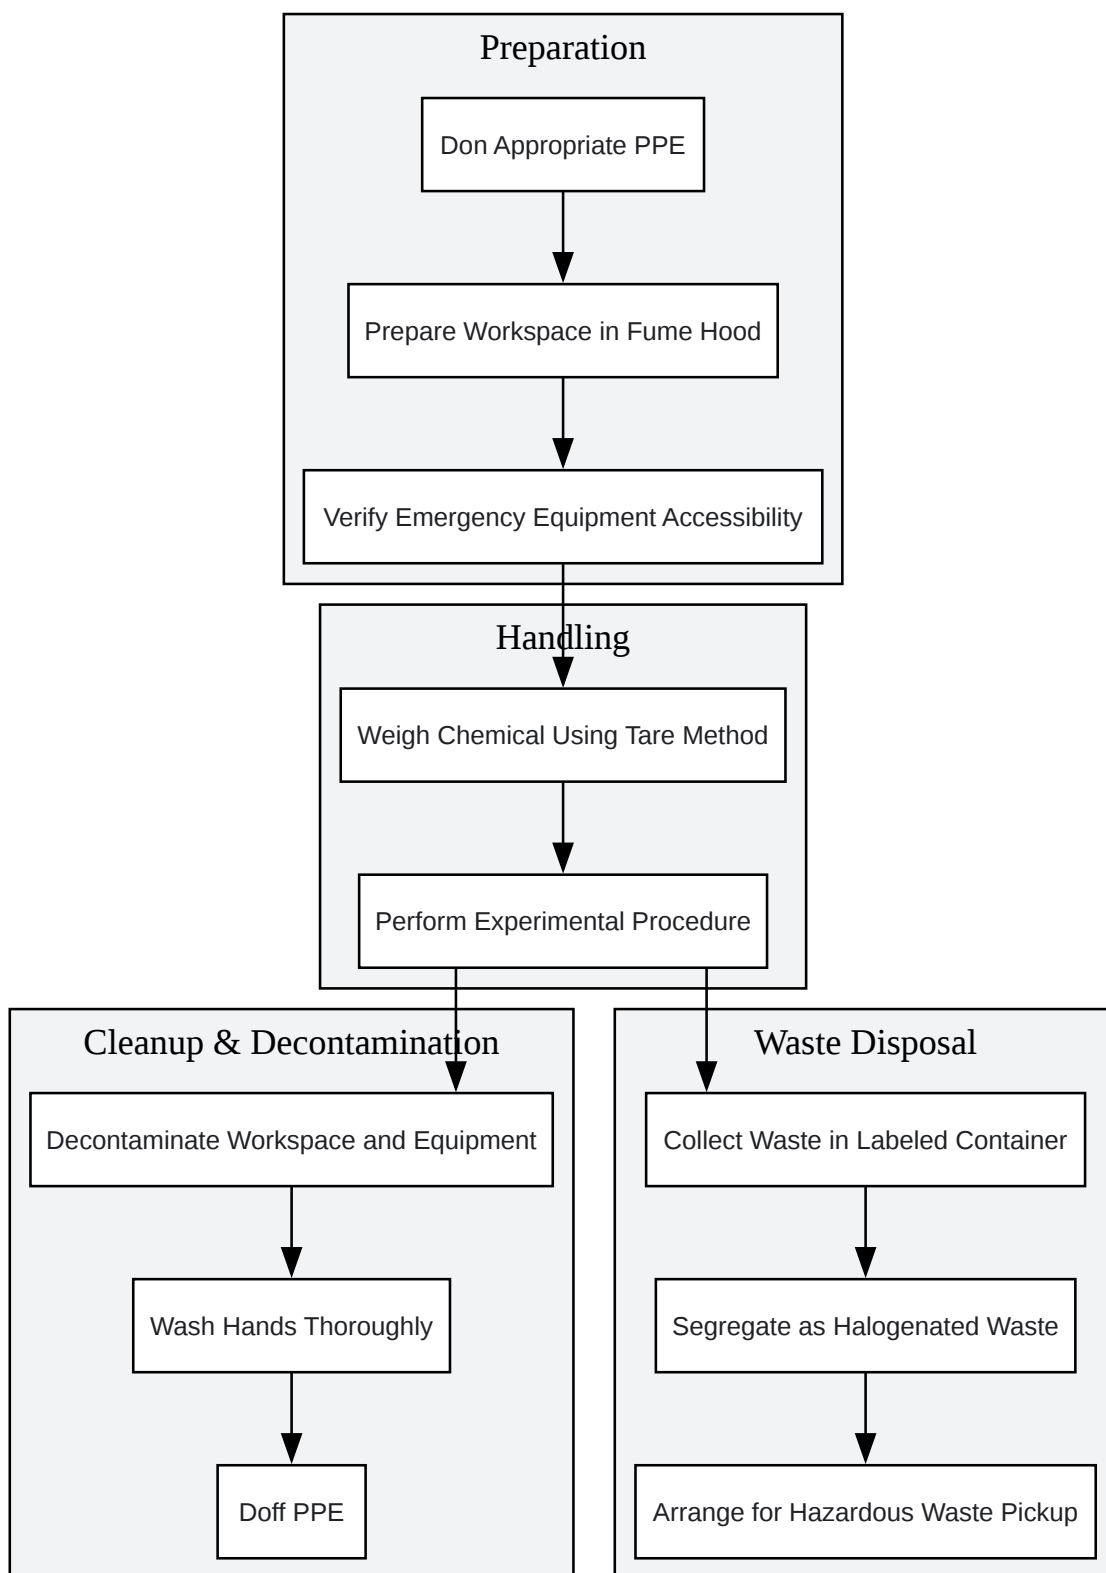 Preparation
Don Appropriate PPE
Prepare Workspace in Fume Hood
Verify Emergency Equipment Accessibility
Handling
Weigh Chemical Using Tare Method
Perform Experimental Procedure
Cleanup & Decontamination
Decontaminate Workspace and Equipment
Wash Hands Thoroughly
Doff PPE
Waste Disposal
Collect Waste in Labeled Container
Segregate as Halogenated Waste
Arrange for Hazardous Waste Pickup